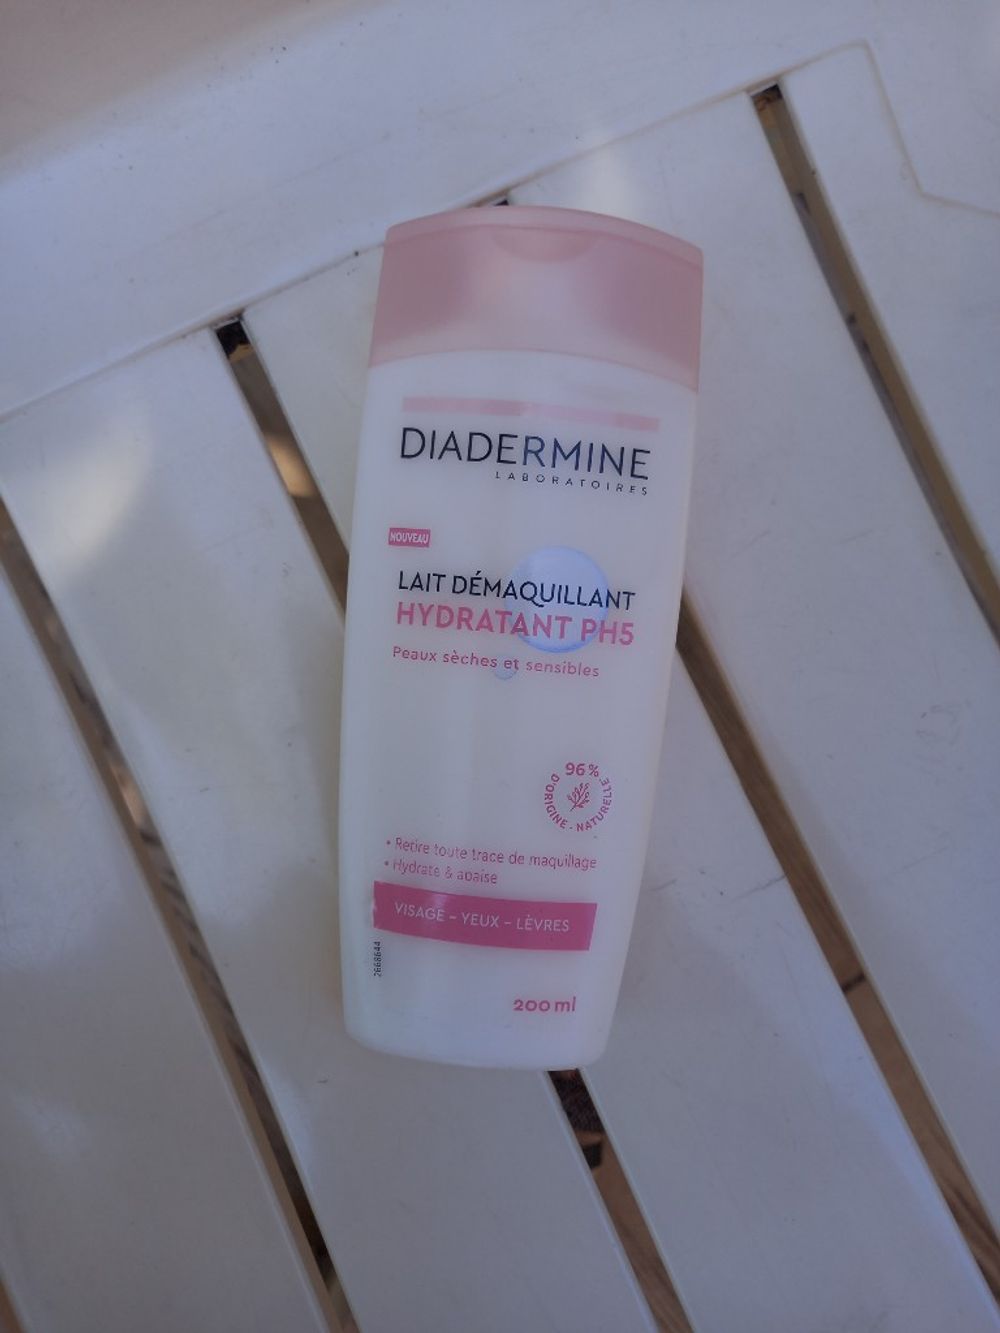 DIADERMINE
LABORATOIRES
NOUVEAU
LAIT DÉMAQUILLANT
HYDRATANT PH5
Peaux sèches et sensibles
96%
D'ORIGINE - NATURELLE
• Retire toute trace de maquillage
• Hydrate & apaise
VISAGE - YEUX - LÈVRES
2668644
200 ml